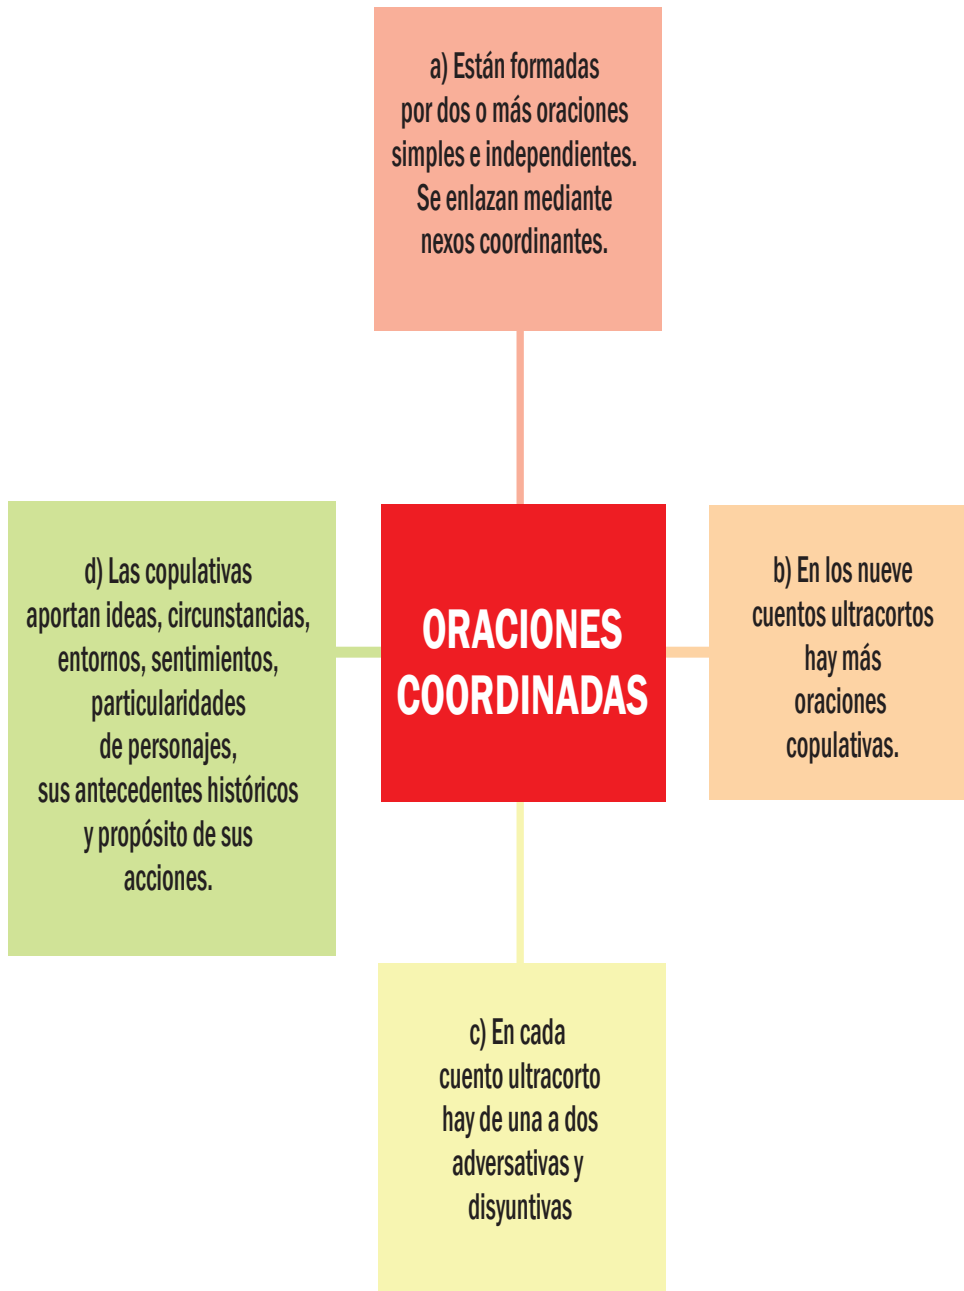 a) Están formadas
por dos o más oraciones
simples e independientes.
Se enlazan mediante
nexos coordinantes.
d) Las copulativas
aportan ideas, circunstancias,
entornos, sentimientos,
particularidades
de personajes,
sus antecedentes históricos
y propósito de sus
acciones.
ORACIONES
COORDINADAS
b) En los nueve
cuentos ultracortos
hay más
oraciones
copulativas.
c) En cada
cuento ultracorto
hay de una a dos
adversativas y
disyuntivas